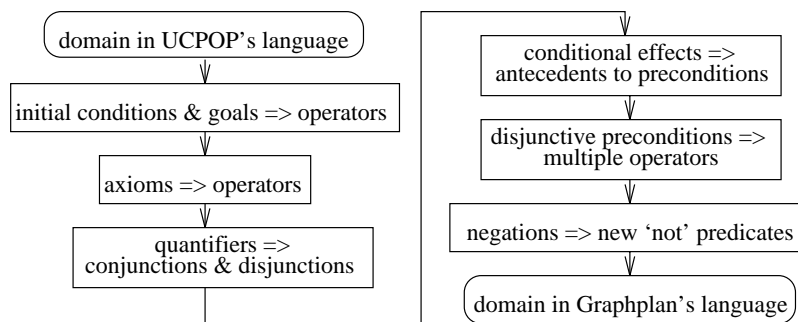 domain in UCPOP's language
initial conditions & goals => operators
axioms => operators
quantifiers =>
conjunctions & disjunctions
conditional effects =>
antecedents to preconditions
disjunctive preconditions =>
multiple operators
negations => new ‘not’ predicates
domain in Graphplan's language